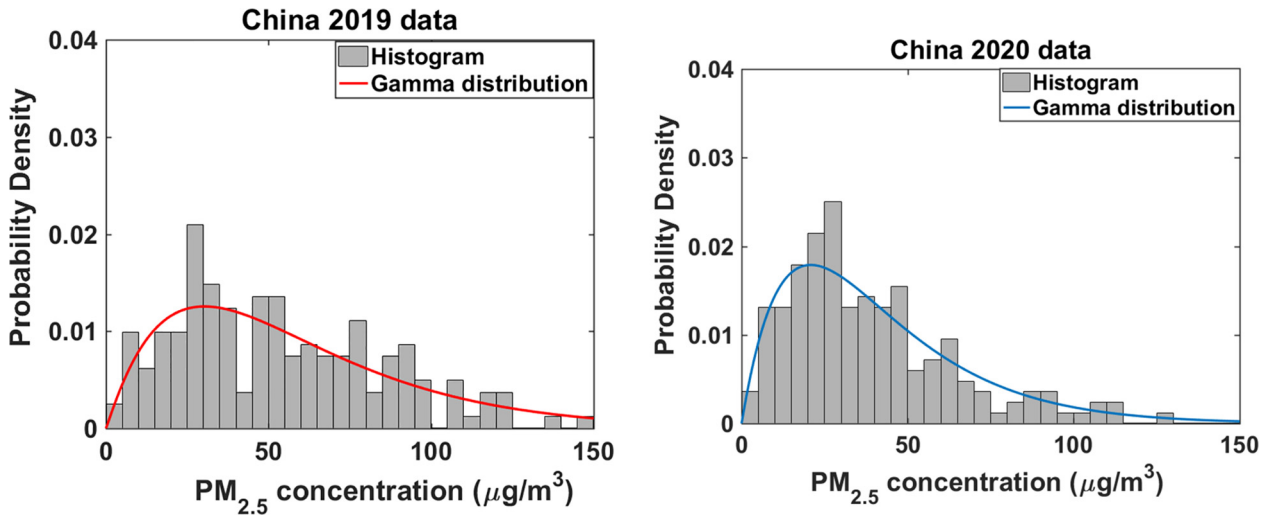 China 2019 data
0.04
0.03
0.02
0.01
0
Probability Density
Histogram
Gamma distribution
0 50 100 150
PM2.5 concentration (μg/m3)
China 2020 data
0.04
0.03
0.02
0.01
0
Probability Density
Histogram
Gamma distribution
0 50 100 150
PM2.5 concentration (μg/m3)